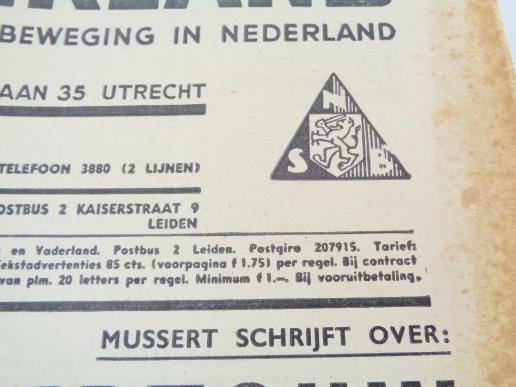 BEWEGING IN NEDERLAND
AAN 35 UTRECHT
N
S B
TELEFOON 3880 (2 LIJNEN)
POSTBUS 2 KAISERSTRAAT 9
LEIDEN
en Vaderland. Postbus 2 Leiden. Postgiro 207915. Tarief:
tekstadvertenties 85 cts. (voorpagina f 1.75) per regel. Bij contract
van plm. 20 letters per regel. Minimum f 1.—. Bij vooruitbetaling.
MUSSERT SCHRIJFT OVER: